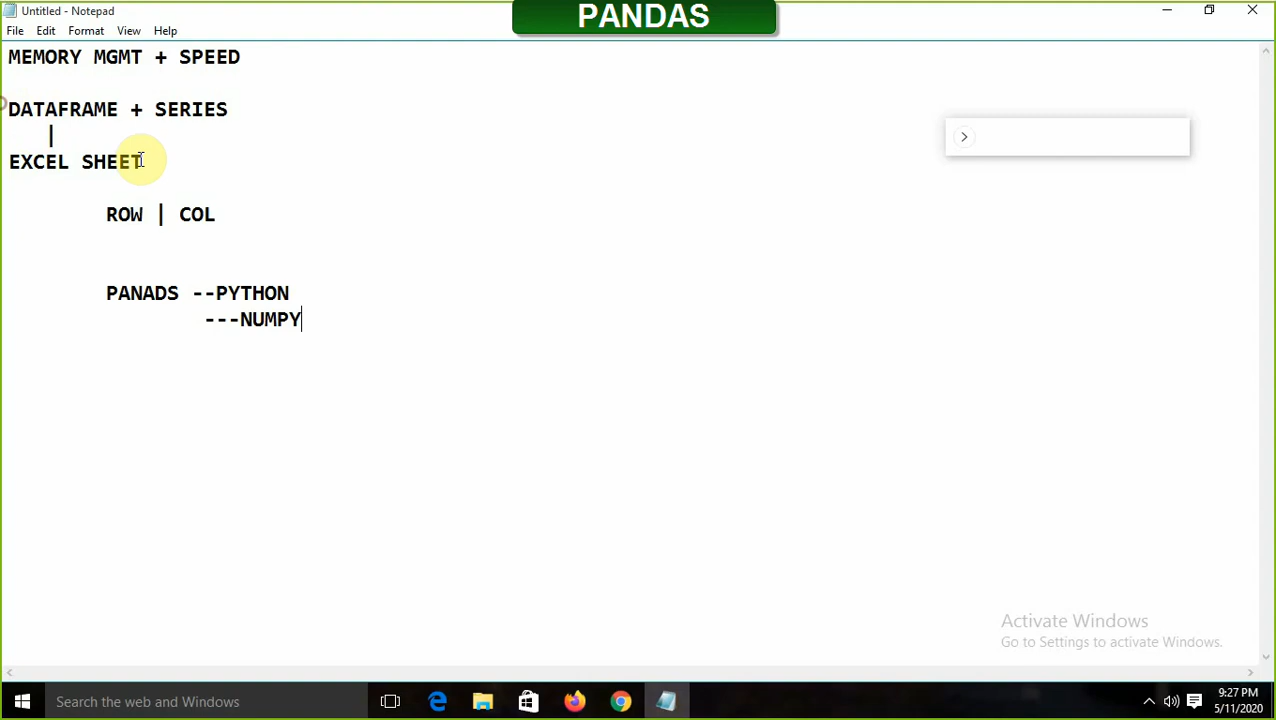 Untitled - Notepad
PANDAS
File Edit Format View Help
MEMORY MGMT + SPEED
DATAFRAME + SERIES
|
EXCEL SHEET
ROW | COL
PANADS --PYTHON
---NUMPY
Activate Windows
Go to Settings to activate Windows.
Search the web and Windows
9:27 PM
5/11/2020